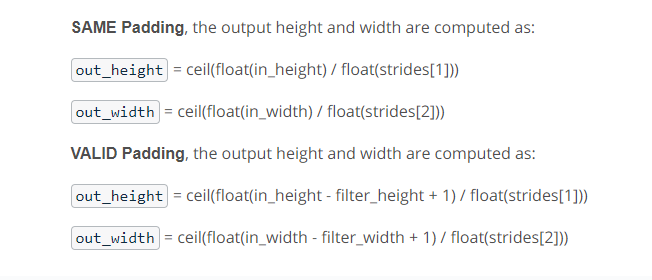 SAME Padding, the output height and width are computed as:
out_height = ceil(float(in_height) / float(strides[1]))
out_width = ceil(float(in_width) / float(strides[2]))
VALID Padding, the output height and width are computed as:
out_height = ceil(float(in_height - filter_height + 1) / float(strides[1]))
out_width = ceil(float(in_width - filter_width + 1) / float(strides[2]))